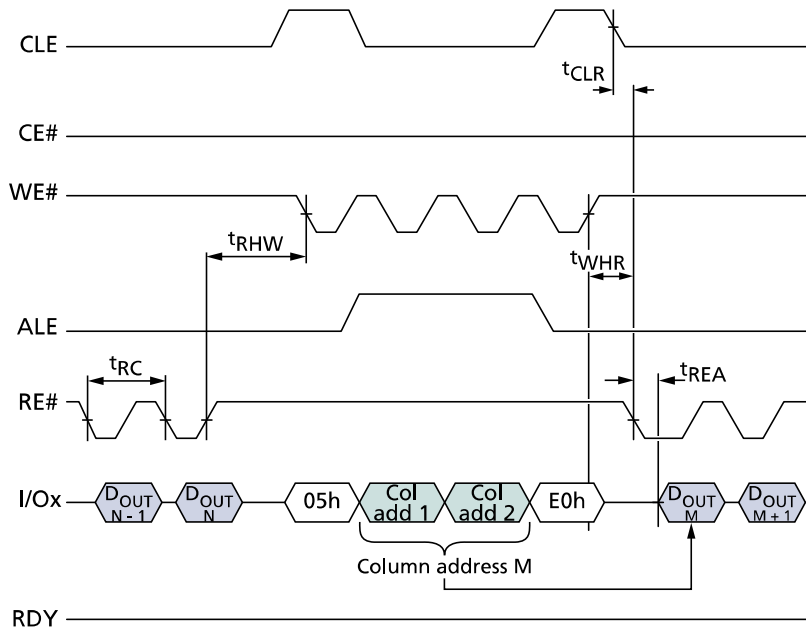 CLE
tCLR
CE#
WE#
tRHW
tWHR
ALE
tRC
tREA
RE#
I/Ox
DOUT
N - 1
DOUT
N
05h
Col
add 1
Col
add 2
E0h
DOUT
M
DOUT
M + 1
Column address M
RDY